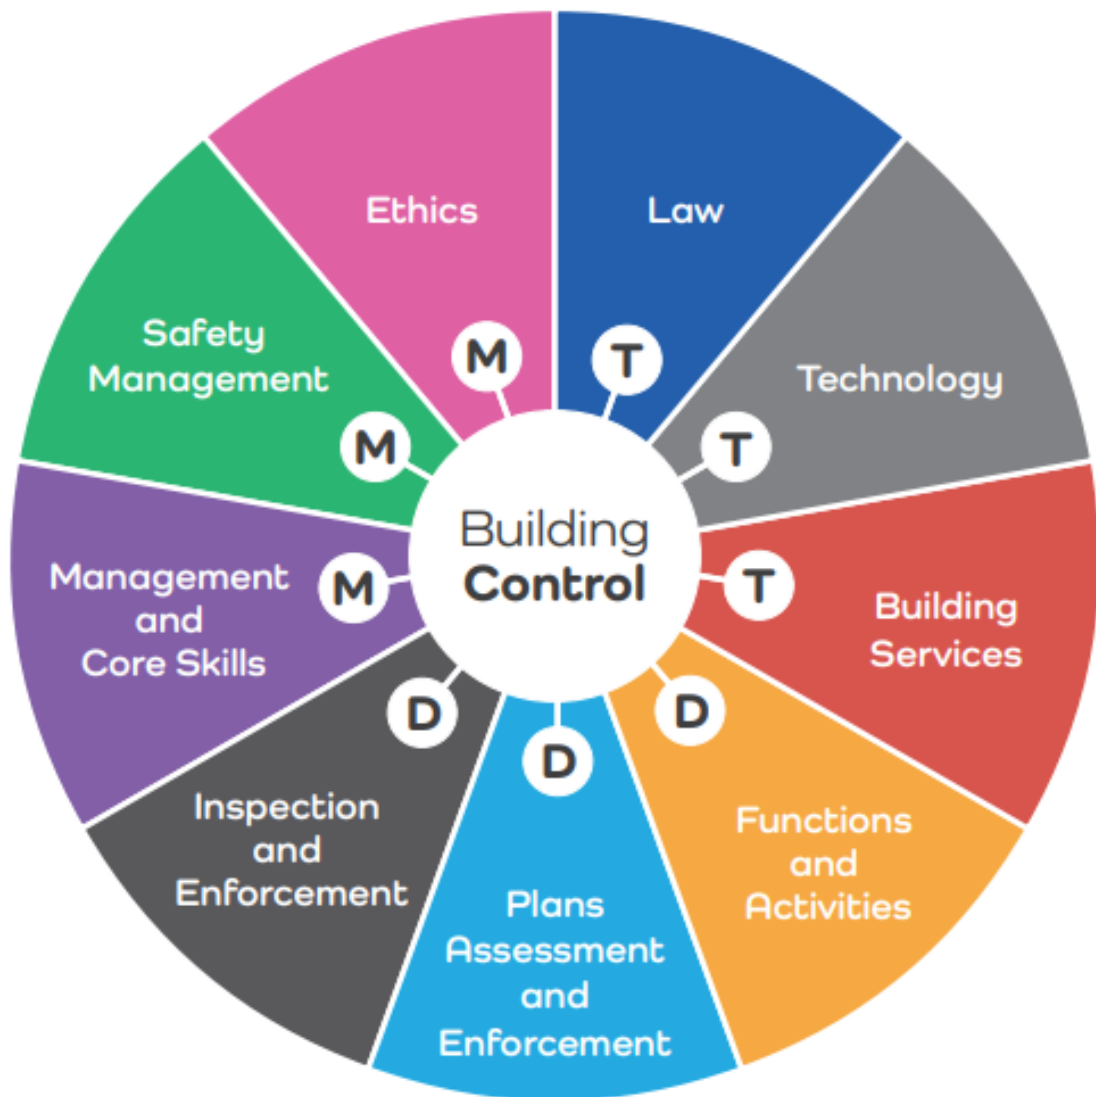 Ethics
M
Law
T
Technology
T
Building
Services
T
Functions
and
Activities
D
Plans
Assessment
and
Enforcement
D
Inspection
and
Enforcement
D
Management
and
Core Skills
M
Safety
Management
M
Building
Control